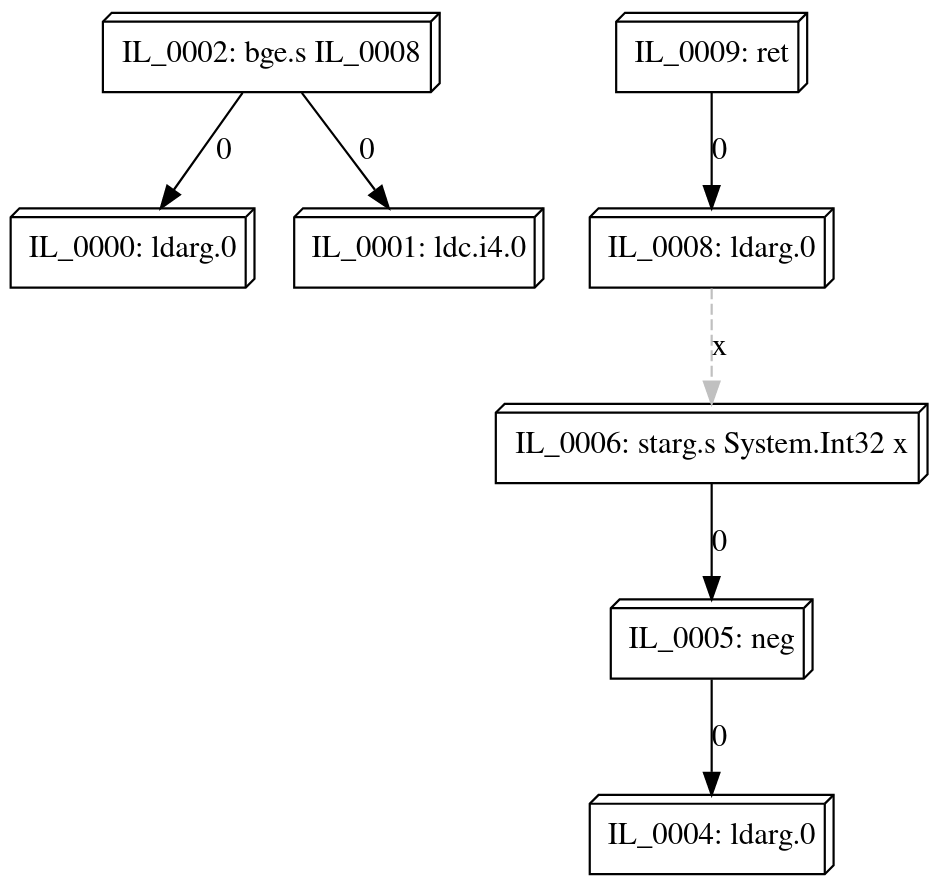 IL_0002: bge.s IL_0008
IL_0009: ret
0
0
0
IL_0000: ldarg.0
IL_0001: ldc.i4.0
IL_0008: ldarg.0
x
IL_0006: starg.s System.Int32 x
0
IL_0005: neg
0
IL_0004: ldarg.0